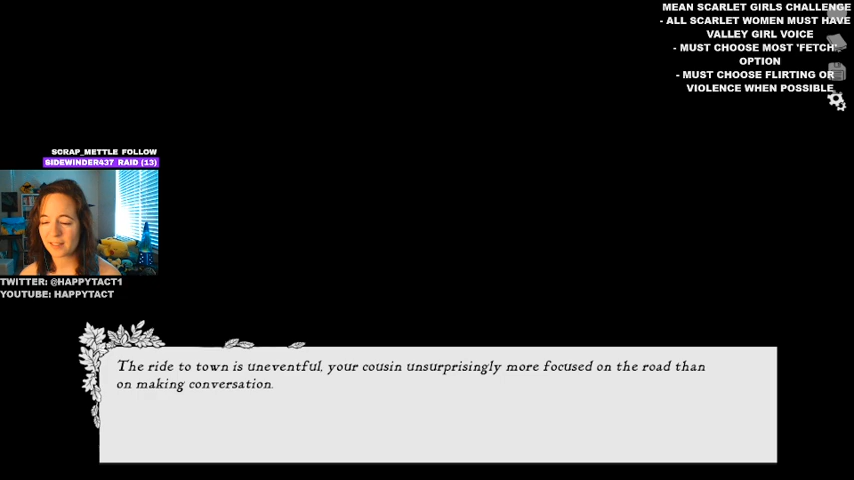 MEAN SCARLET GIRLS CHALLENGE
- ALL SCARLET WOMEN MUST HAVE
VALLEY GIRL VOICE
- MUST CHOOSE MOST 'FETCH'
OPTION
- MUST CHOOSE FLIRTING OR
VIOLENCE WHEN POSSIBLE
SCRAP_METTLE FOLLOW
SIDEWINDER437 RAID (13)
TWITTER: @HAPPYTACT1
YOUTUBE: HAPPYTACT
The ride to town is uneventful, your cousin unsurprisingly more focused on the road than
on making conversation.